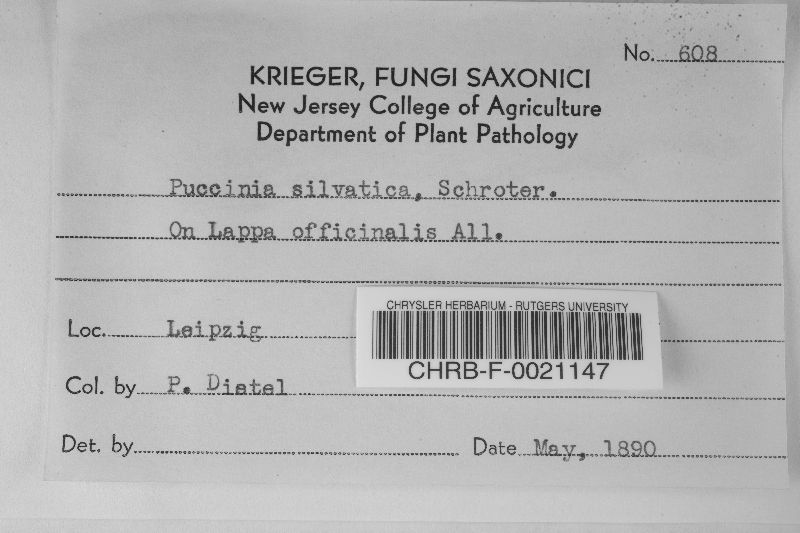 No. 608
KRIEGER, FUNGI SAXONICI
New Jersey College of Agriculture
Department of Plant Pathology
Puccinia silvatica, Schroter.
On Lappa officinalis All.
Loc. Leipzig
CHRYSLER HERBARIUM - RUTGERS UNIVERSITY
CHRB-F-0021147
Col. by P. Dietel
Det. by
Date May, 1890